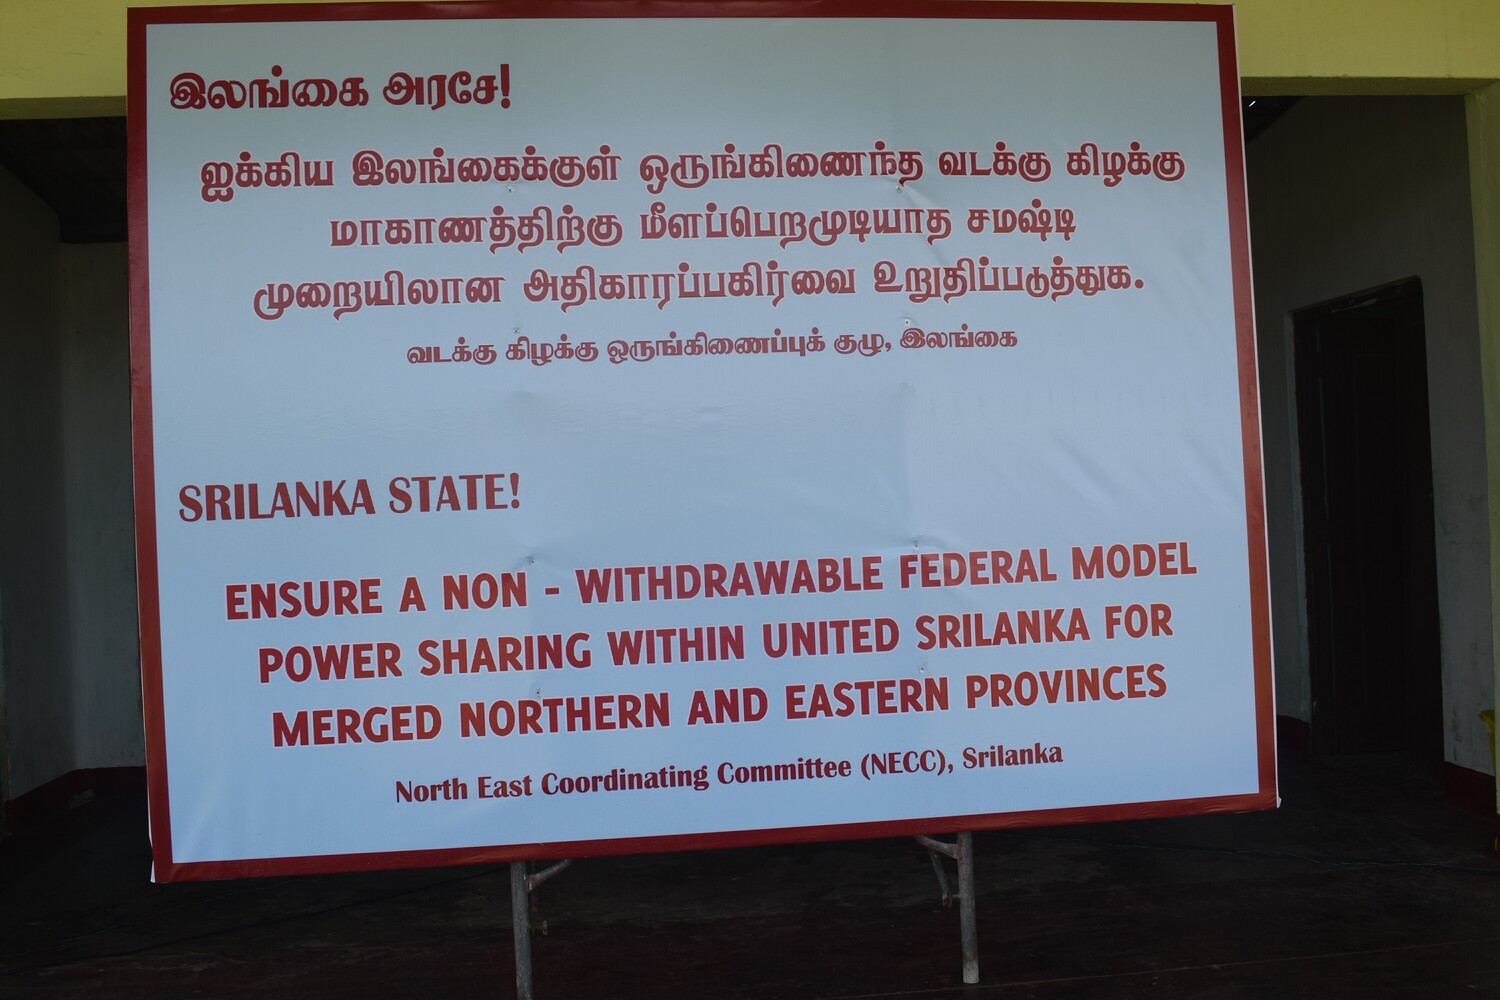 இலங்கை அரசே!
ஐக்கிய இலங்கைக்குள் ஒருங்கிணைந்த வடக்கு கிழக்கு
மாகாணத்திற்கு மீளப்பெறமுடியாத சமஷ்டி
முறையிலான அதிகாரப்பகிர்வை உறுதிப்படுத்துக.
வடக்கு கிழக்கு ஒருங்கிணைப்புக் குழு, இலங்கை
SRILANKA STATE!
ENSURE A NON - WITHDRAWABLE FEDERAL MODEL
POWER SHARING WITHIN UNITED SRILANKA FOR
MERGED NORTHERN AND EASTERN PROVINCES
North East Coordinating Committee (NECC), Srilanka